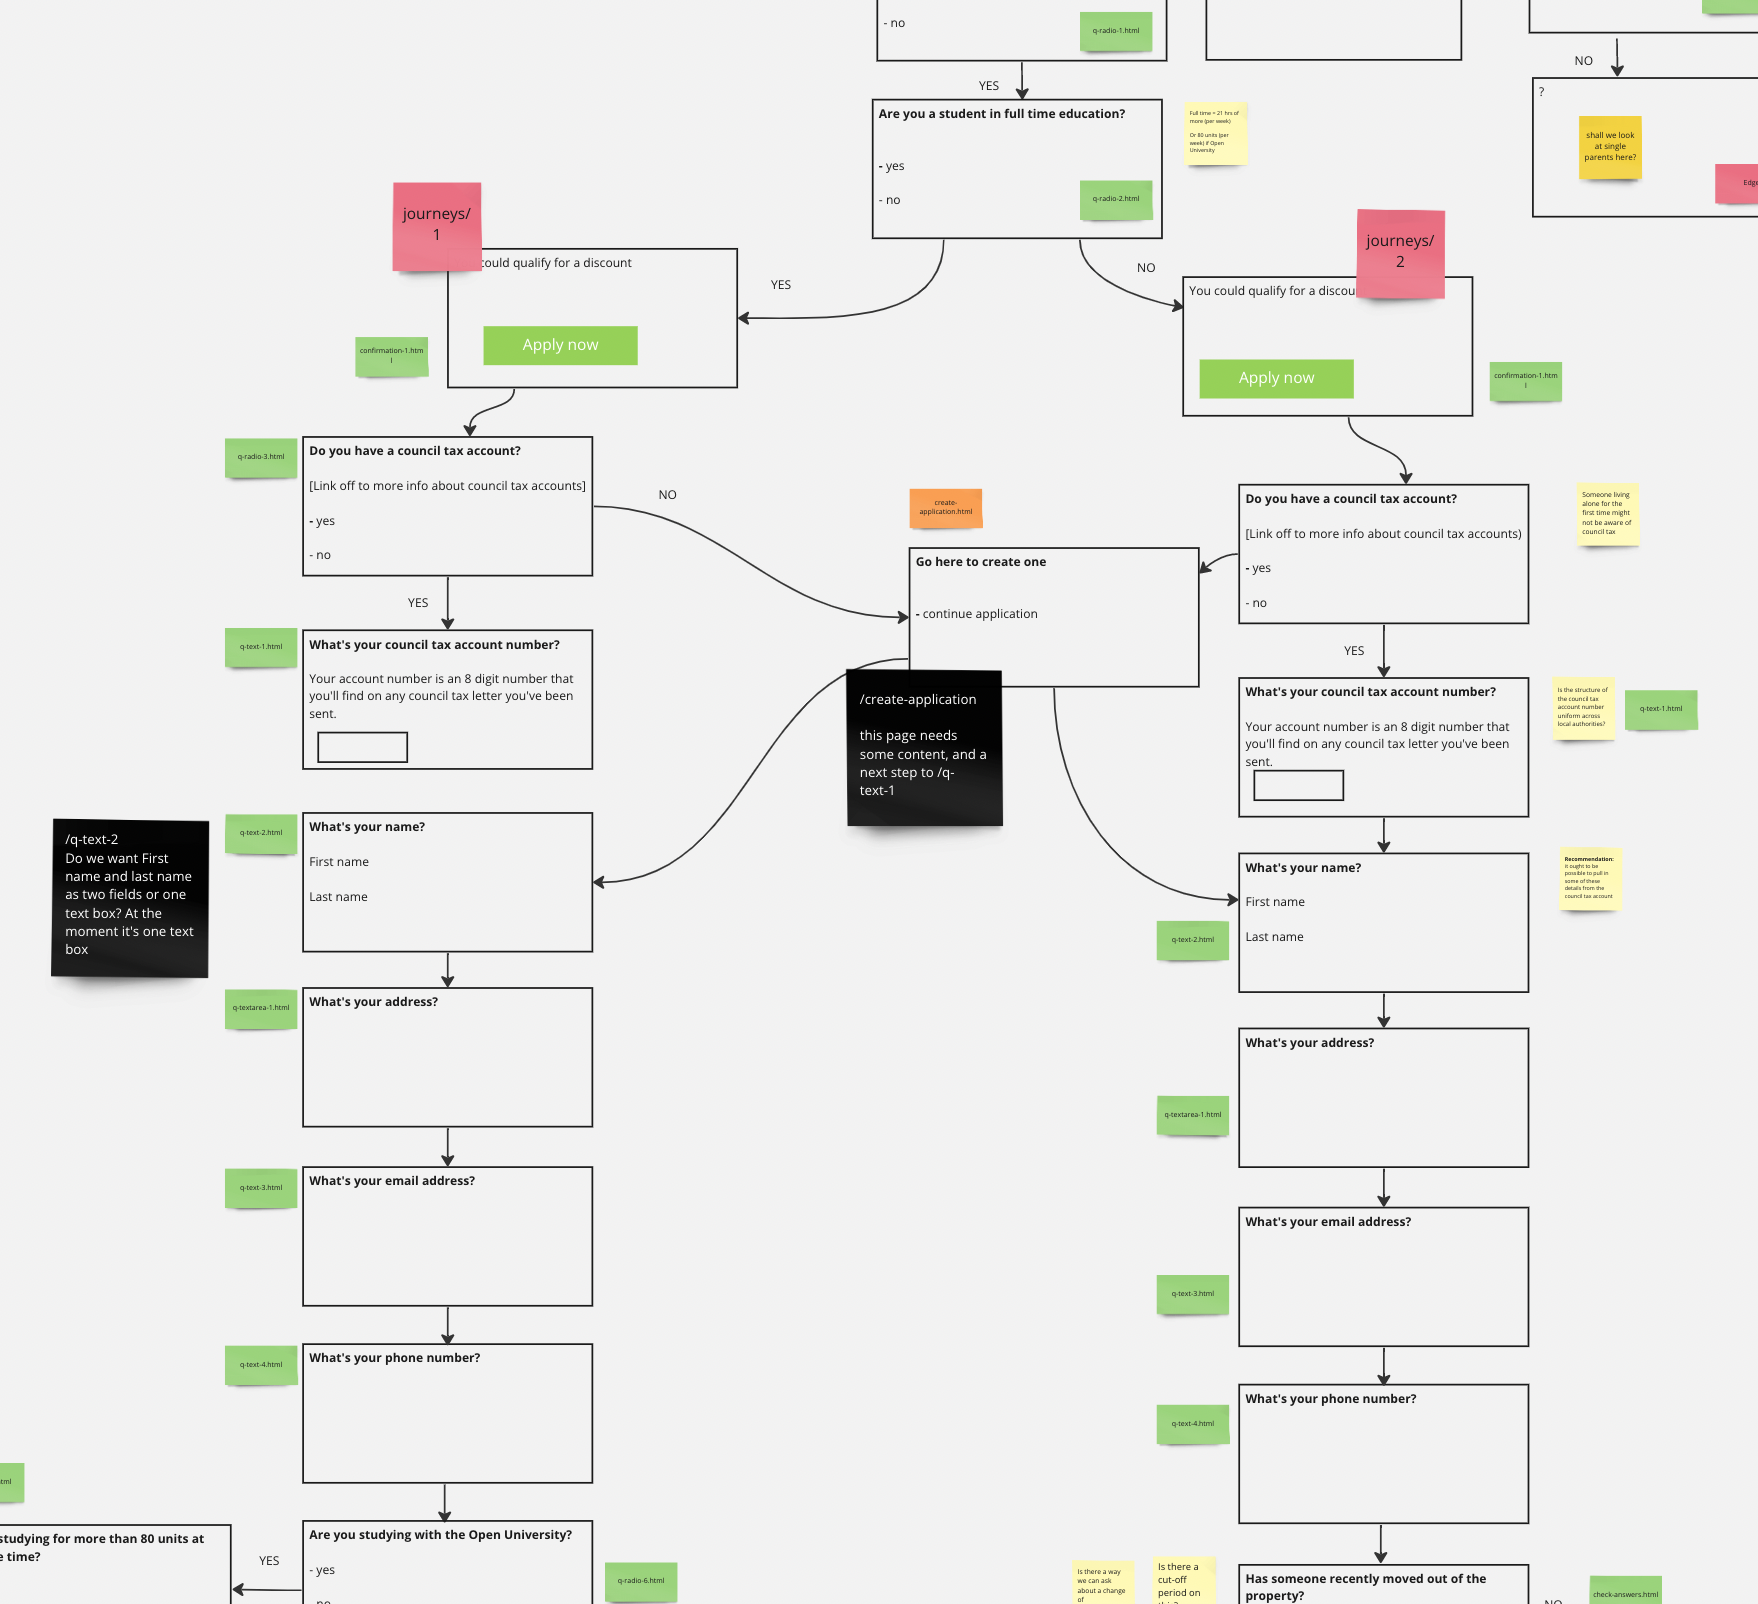 - no
q-radio-1.html
YES
NO
?
shall we look
at single
parents here?
Edge
Are you a student in full time education?
- yes
- no
q-radio-2.html
Full time = 21 hrs of
more (per week)
Or 80 units (per
week) if Open
University
journeys/
1
could qualify for a discount
YES
NO
Apply now
confirmation-1.htm
l
journeys/
2
You could qualify for a discou
Apply now
confirmation-1.htm
l
q-radio-3.html
Do you have a council tax account?
[Link off to more info about council tax accounts]
- yes
- no
NO
create-
application.html
Go here to create one
- continue application
Do you have a council tax account?
[Link off to more info about council tax accounts)
- yes
- no
Someone living
alone for the
first time might
not be aware of
council tax
YES
q-text-1.html
What's your council tax account number?
Your account number is an 8 digit number that
you'll find on any council tax letter you've been
sent.
/create-application
this page needs
some content, and a
next step to /q-
text-1
YES
What's your council tax account number?
Your account number is an 8 digit number that
you'll find on any council tax letter you've been
sent.
Is the structure of
the council tax
account number
uniform across
local authorities?
q-text-1.html
/q-text-2
Do we want First
name and last name
as two fields or one
text box? At the
moment it's one text
box
q-text-2.html
What's your name?
First name
Last name
What's your name?
First name
Last name
q-text-2.html
Recommendation:
it ought to be
possible to pull in
some of these
details from the
council tax account
q-textarea-1.html
What's your address?
What's your address?
q-textarea-1.html
q-text-3.html
What's your email address?
What's your email address?
q-text-3.html
q-text-4.html
What's your phone number?
What's your phone number?
q-text-4.html
tml
studying for more than 80 units at
e time?
YES
Are you studying with the Open University?
- yes
- no
q-radio-6.html
Is there a way
we can ask
about a change
of
Is there a
cut-off
period on
this?
Has someone recently moved out of the
property?
NO
check-answers.html